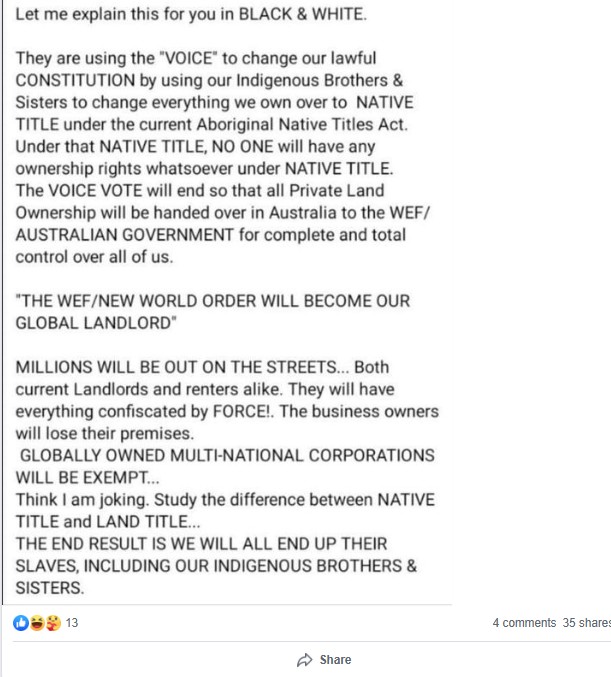 Let me explain this for you in BLACK & WHITE.
They are using the "VOICE" to change our lawful
CONSTITUTION by using our Indigenous Brothers &
Sisters to change everything we own over to NATIVE
TITLE under the current Aboriginal Native Titles Act.
Under that NATIVE TITLE, NO ONE will have any
ownership rights whatsoever under NATIVE TITLE.
The VOICE VOTE will end so that all Private Land
Ownership will be handed over in Australia to the WEF/
AUSTRALIAN GOVERNMENT for complete and total
control over all of us.
"THE WEF/NEW WORLD ORDER WILL BECOME OUR
GLOBAL LANDLORD"
MILLIONS WILL BE OUT ON THE STREETS... Both
current Landlords and renters alike. They will have
everything confiscated by FORCE!. The business owners
will lose their premises.
GLOBALLY OWNED MULTI-NATIONAL CORPORATIONS
WILL BE EXEMPT...
Think I am joking. Study the difference between NATIVE
TITLE and LAND TITLE...
THE END RESULT IS WE WILL ALL END UP THEIR
SLAVES, INCLUDING OUR INDIGENOUS BROTHERS &
SISTERS.
13 4 comments 35 shares
Share